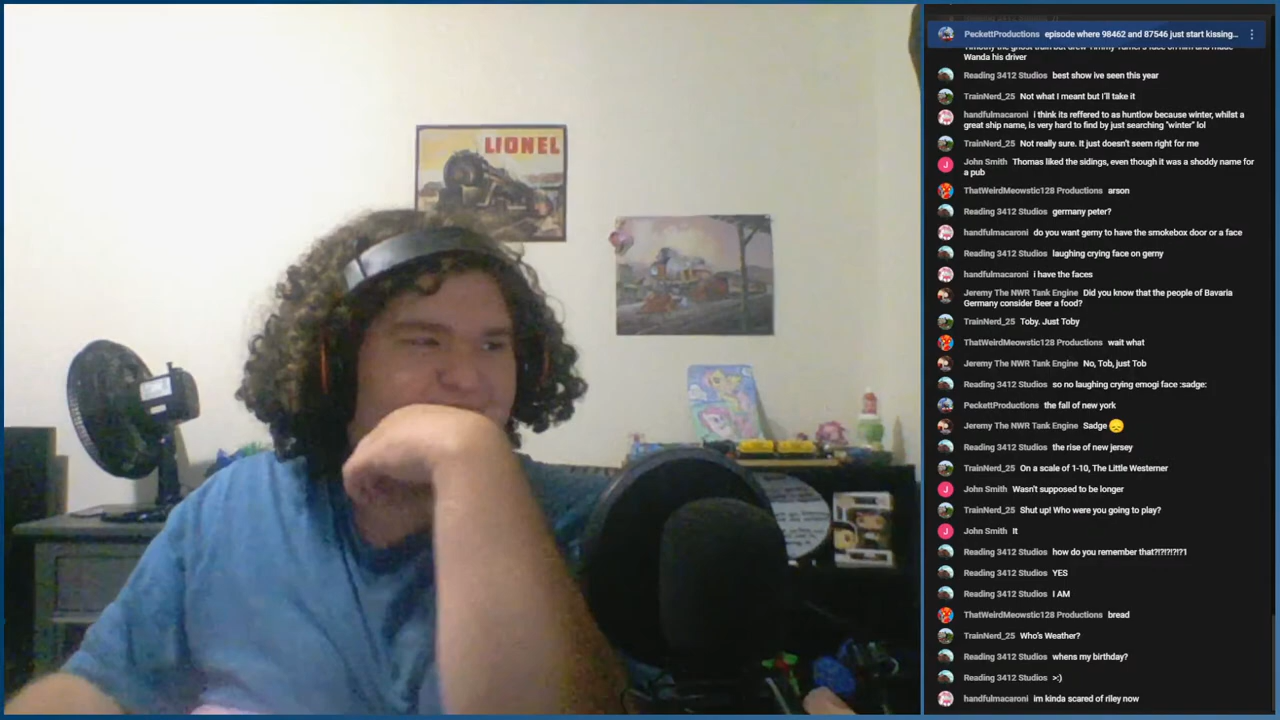 PeckettProductions episode where 98462 and 87546 just start kissing...
Timothy the ghost train but drew Timmy Turner's face on him and made
Wanda his driver
Reading 3412 Studios best show ive seen this year
TrainNerd_25 Not what I meant but I'll take it
handfulmacaroni i think its reffered to as huntlow because winter, whilst a
great ship name, is very hard to find by just searching "winter" lol
TrainNerd_25 Not really sure. It just doesn't seem right for me
John Smith Thomas liked the sidings, even though it was a shoddy name for
a pub
ThatWeirdMeowstic128 Productions arson
Reading 3412 Studios germany peter?
handfulmacaroni do you want gerny to have the smokebox door or a face
Reading 3412 Studios laughing crying face on gerny
handfulmacaroni i have the faces
Jeremy The NWR Tank Engine Did you know that the people of Bavaria
Germany consider Beer a food?
TrainNerd_25 Toby. Just Toby
ThatWeirdMeowstic128 Productions wait what
Jeremy The NWR Tank Engine No, Tob, just Tob
Reading 3412 Studios so no laughing crying emogi face :sadge:
PeckettProductions the fall of new york
Jeremy The NWR Tank Engine Sadge 😞
Reading 3412 Studios the rise of new jersey
TrainNerd_25 On a scale of 1-10, The Little Westerner
John Smith Wasn't supposed to be longer
TrainNerd_25 Shut up! Who were you going to play?
John Smith It
Reading 3412 Studios how do you remember that?!?!?!?!?1
Reading 3412 Studios YES
Reading 3412 Studios I AM
ThatWeirdMeowstic128 Productions bread
TrainNerd_25 Who's Weather?
Reading 3412 Studios whens my birthday?
Reading 3412 Studios >:)
handfulmacaroni im kinda scared of riley now
LIONEL
J
J
J